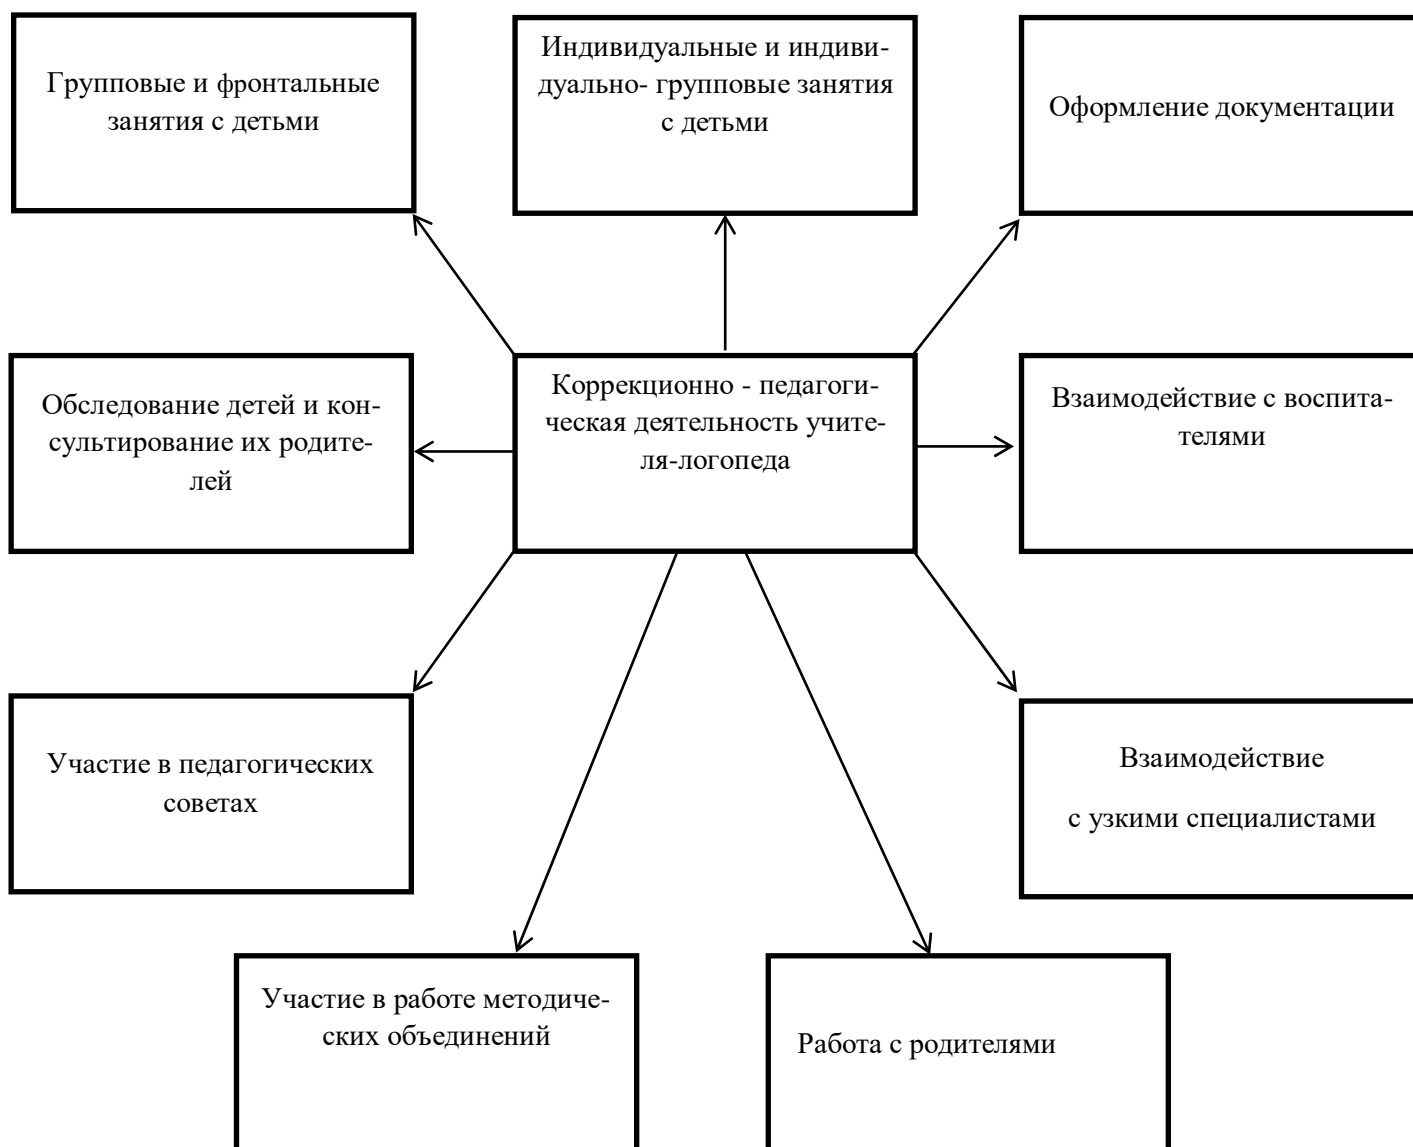 Групповые и фронтальные
занятия с детьми
Индивидуальные и индиви-
дуально- групповые занятия
с детьми
Оформление документации
Обследование детей и кон-
сультирование их родите-
лей
Коррекционно - педагоги-
ческая деятельность учите-
ля-логопеда
Взаимодействие с воспита-
телями
Участие в педагогических
советах
Взаимодействие
с узкими специалистами
Участие в работе методиче-
ских объединений
Работа с родителями